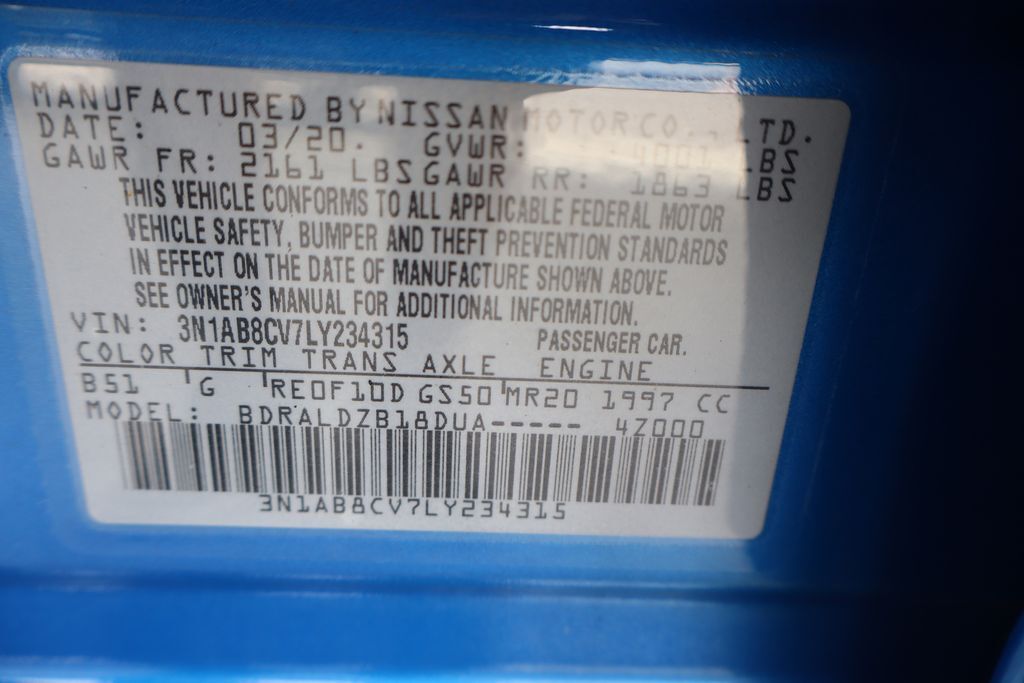 MANUFACTURED BY NISSAN MOTOR CO., LTD.
DATE: 03/20. GVWR: 4001 LBS
GAWR FR: 2161 LBS GAWR RR: 1863 LBS
THIS VEHICLE CONFORMS TO ALL APPLICABLE FEDERAL MOTOR
VEHICLE SAFETY, BUMPER AND THEFT PREVENTION STANDARDS
IN EFFECT ON THE DATE OF MANUFACTURE SHOWN ABOVE.
SEE OWNER'S MANUAL FOR ADDITIONAL INFORMATION.
VIN: 3N1AB8CV7LY234315 PASSENGER CAR.
COLOR TRIM TRANS AXLE ENGINE
B51 G RE0F10D GS50 MR20 1997 CC
MODEL: BDRALDZB18DUA----- 4Z000
3N1AB8CV7LY234315